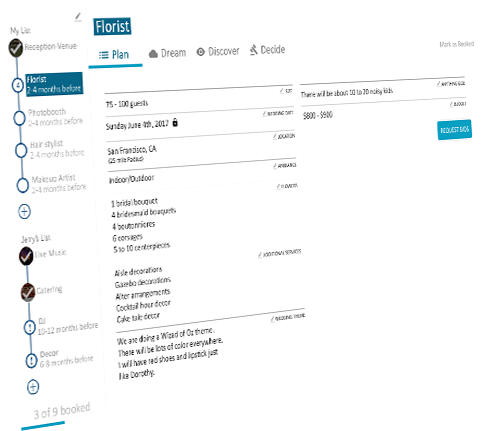 My List
Reception Venue
4
Florist
2-4 months before
Photobooth
2-4 months before
Hair stylist
2-4 months before
Makeup Artist
2-4 months before
Jerry's List
Live Music
Catering
DJ
10-12 months before
Decor
6-8 months before
3 of 9 booked
Florist
Plan
Dream
Discover
Decide
Mark as Booked
SIZE
75 - 100 guests
WEDDING DATE
Sunday June 4th, 2017
LOCATION
San Francisco, CA
(25 mile Radius)
AMBIANCE
Indoor/Outdoor
FLOWERS
1 bridal bouquet
4 bridesmaid bouquets
4 boutonnieres
6 corsages
5 to 10 centerpieces
ADDITIONAL SERVICES
Aisle decorations
Gazebo decorations
Alter arrangements
Cocktail hour decor
Cake table decor
WEDDING THEME
We are doing a Wizad of Oz theme.
There will be lots of color everywhere.
I will have red shoes and lipstick just
like Dorothy.
ANYTHING ELSE
There will be about 10 to 20 noisy kids
BUDGET
$800 - $900
REQUEST BIDS